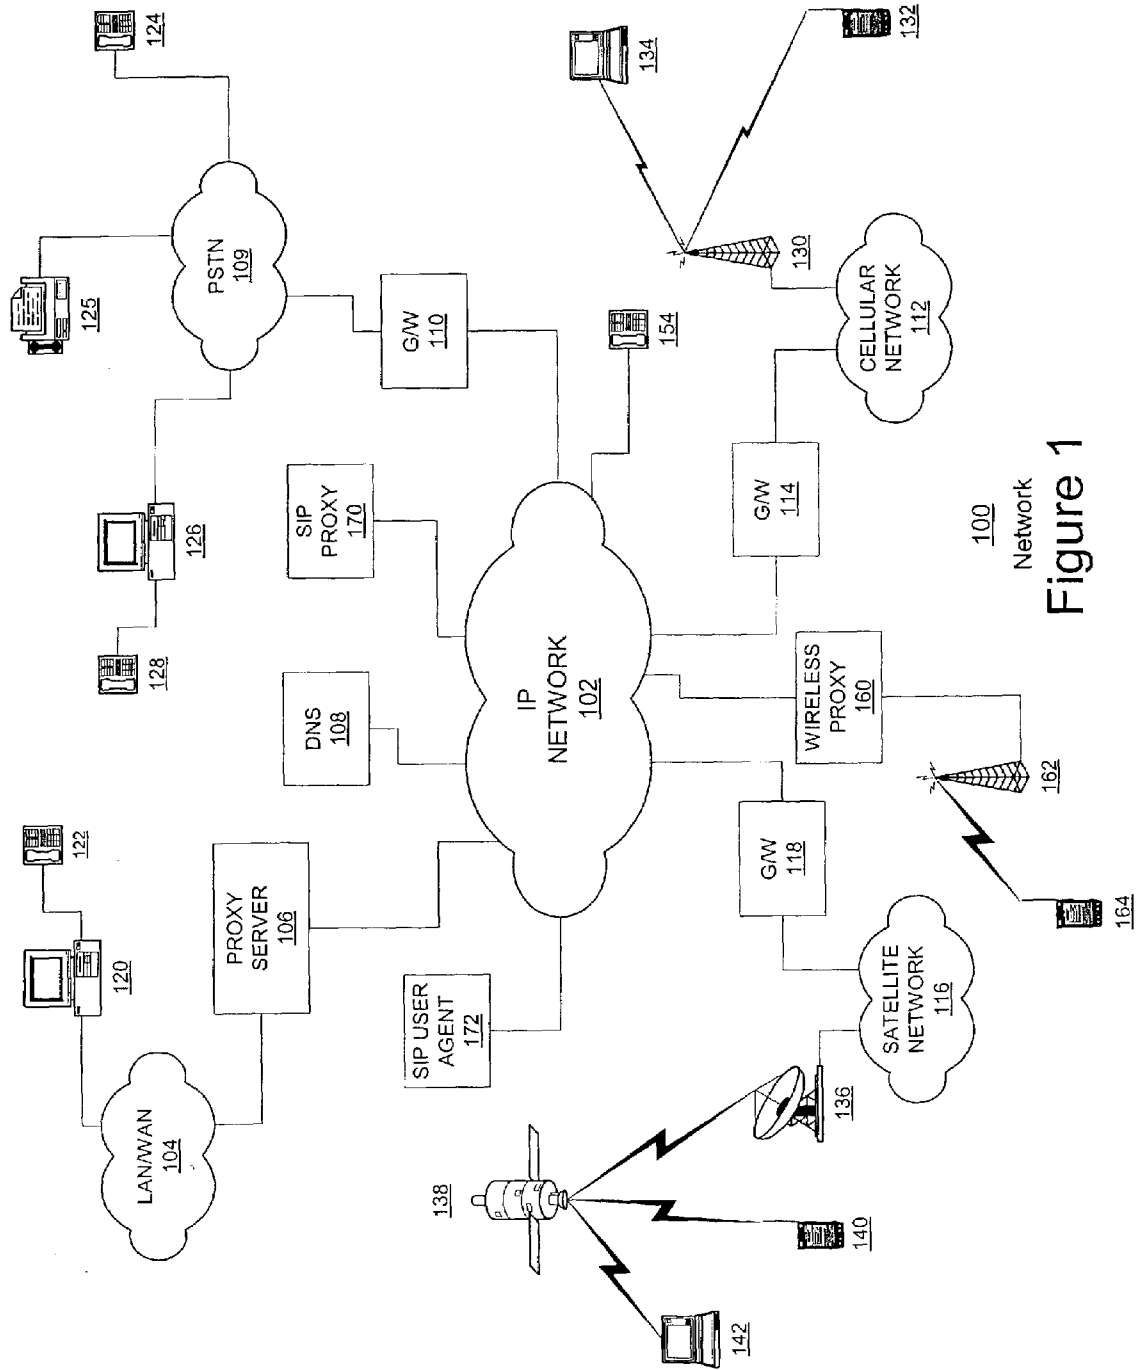 122
125
120
124
LAN/WAN
104
128
126
PSTN
109
PROXY
SERVER
106
DNS
108
SIP
PROXY
170
G/W
110
SIP USER
AGENT
172
138
IP
NETWORK
102
134
154
142
G/W
118
G/W
114
WIRELESS
PROXY
160
130
136
140
SATELLITE
NETWORK
116
CELLULAR
NETWORK
112
132
162
164
100
Network
Figure 1